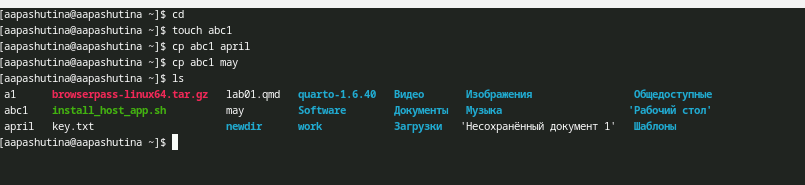 [aapashutina@aapashutina ~]$ cd
[aapashutina@aapashutina ~]$ touch abc1
[aapashutina@aapashutina ~]$ cp abc1 april
[aapashutina@aapashutina ~]$ cp abc1 may
[aapashutina@aapashutina ~]$ ls
a1 browserpass-linux64.tar.gz lab01.qmd quarto-1.6.40 Видео Изображения Общедоступные
abc1 install_host_app.sh may Software Документы Музыка 'Рабочий стол'
april key.txt newdir work Загрузки 'Несохранённый документ 1' Шаблоны
[aapashutina@aapashutina ~]$